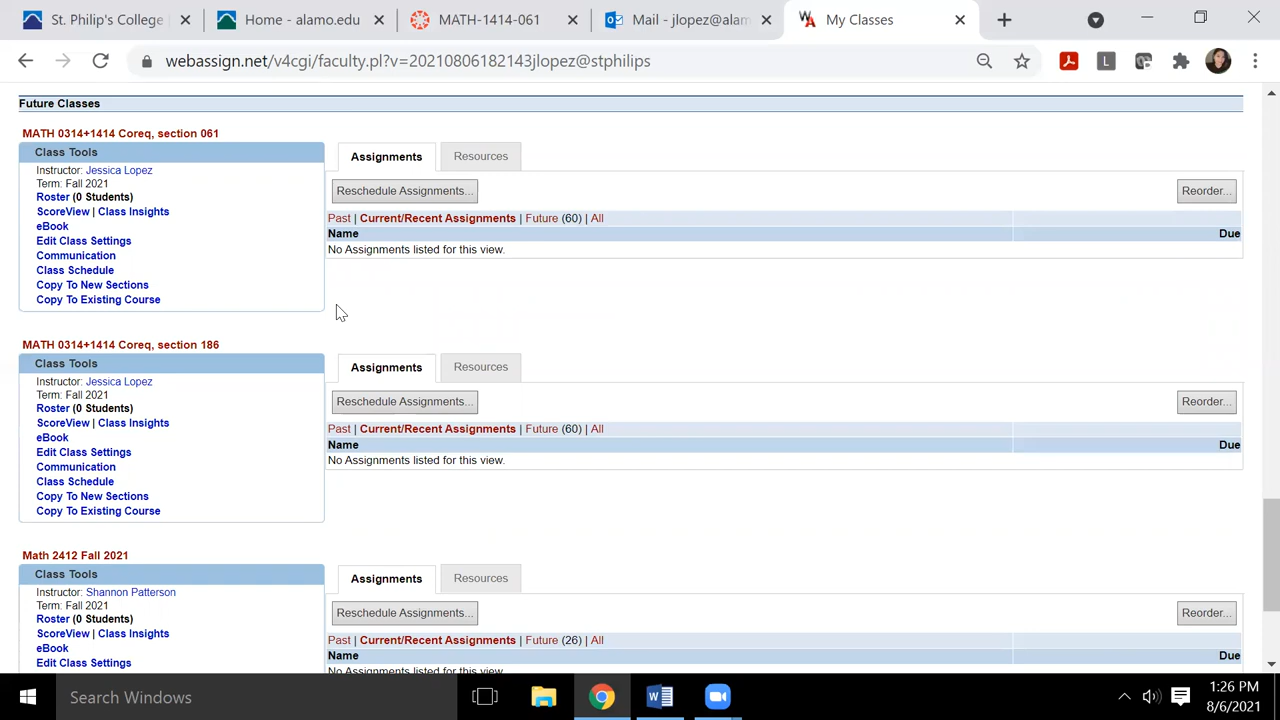 St. Philip's College
Home - alamo.edu
MATH-1414-061
Mail - jlopez@alam
WA My Classes
webassign.net/v4cgi/faculty.pl?v=20210806182143jlopez@stphilips
L
Future Classes
MATH 0314+1414 Coreq, section 061
Class Tools
Assignments
Resources
Instructor: Jessica Lopez
Term: Fall 2021
Roster (0 Students)
Reschedule Assignments...
Reorder...
ScoreView | Class Insights
Past | Current/Recent Assignments | Future (60) | All
eBook
Name
Due
Edit Class Settings
No Assignments listed for this view.
Communication
Class Schedule
Copy To New Sections
Copy To Existing Course
MATH 0314+1414 Coreq, section 186
Class Tools
Assignments
Resources
Instructor: Jessica Lopez
Term: Fall 2021
Roster (0 Students)
Reschedule Assignments...
Reorder...
ScoreView | Class Insights
Past | Current/Recent Assignments | Future (60) | All
eBook
Name
Due
Edit Class Settings
No Assignments listed for this view.
Communication
Class Schedule
Copy To New Sections
Copy To Existing Course
Math 2412 Fall 2021
Class Tools
Assignments
Resources
Instructor: Shannon Patterson
Term: Fall 2021
Roster (0 Students)
Reschedule Assignments...
Reorder...
ScoreView | Class Insights
Past | Current/Recent Assignments | Future (26) | All
eBook
Name
Due
Edit Class Settings
No Assignments listed for this view.
Search Windows
1:26 PM
8/6/2021